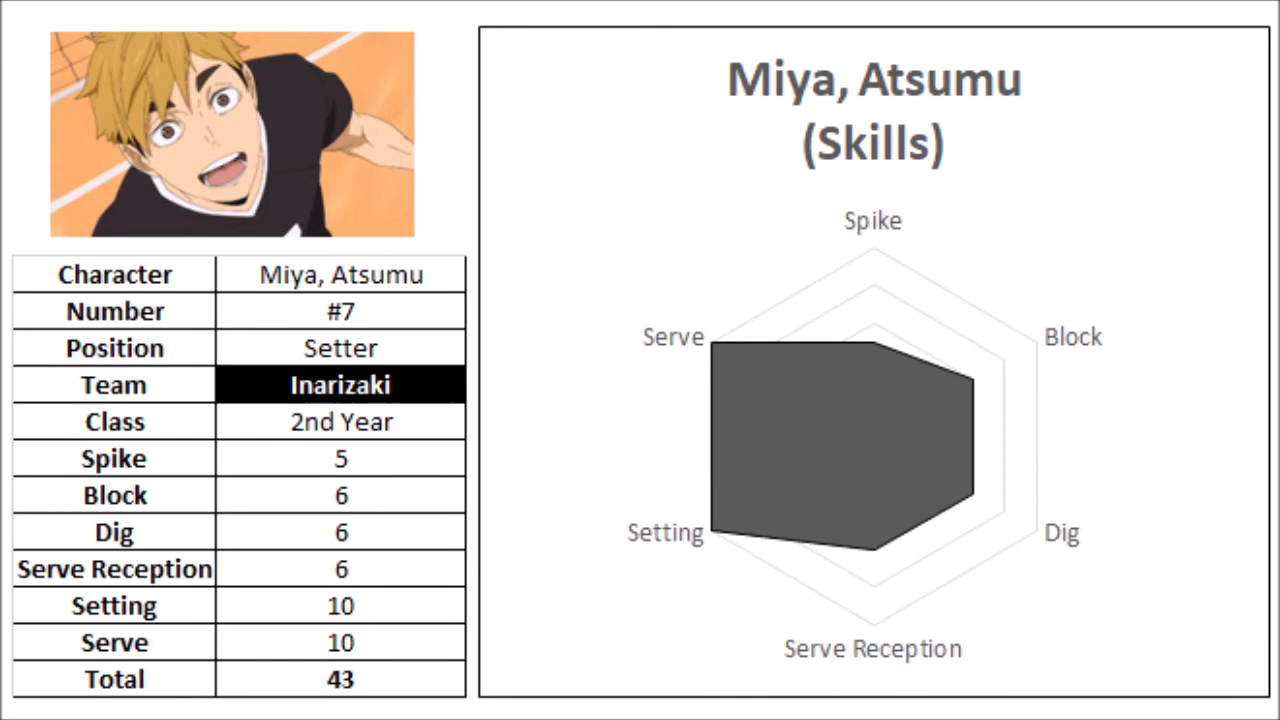 Character Miya, Atsumu
Number #7
Position Setter
Team Inarizaki
Class 2nd Year
Spike 5
Block 6
Dig 6
Serve Reception 6
Setting 10
Serve 10
Total 43
Miya, Atsumu
(Skills)
Spike
Serve
Block
Setting
Dig
Serve Reception